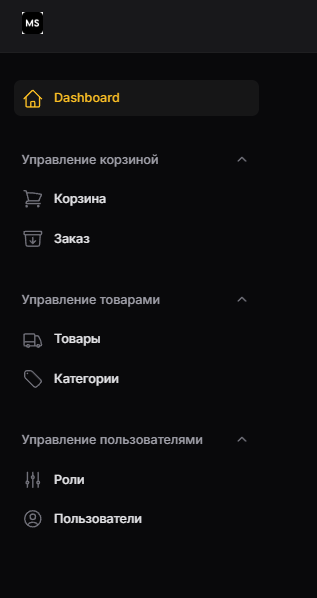 MS
Dashboard
Управление корзиной
Корзина
Заказ
Управление товарами
Товары
Категории
Управление пользователями
Роли
Пользователи